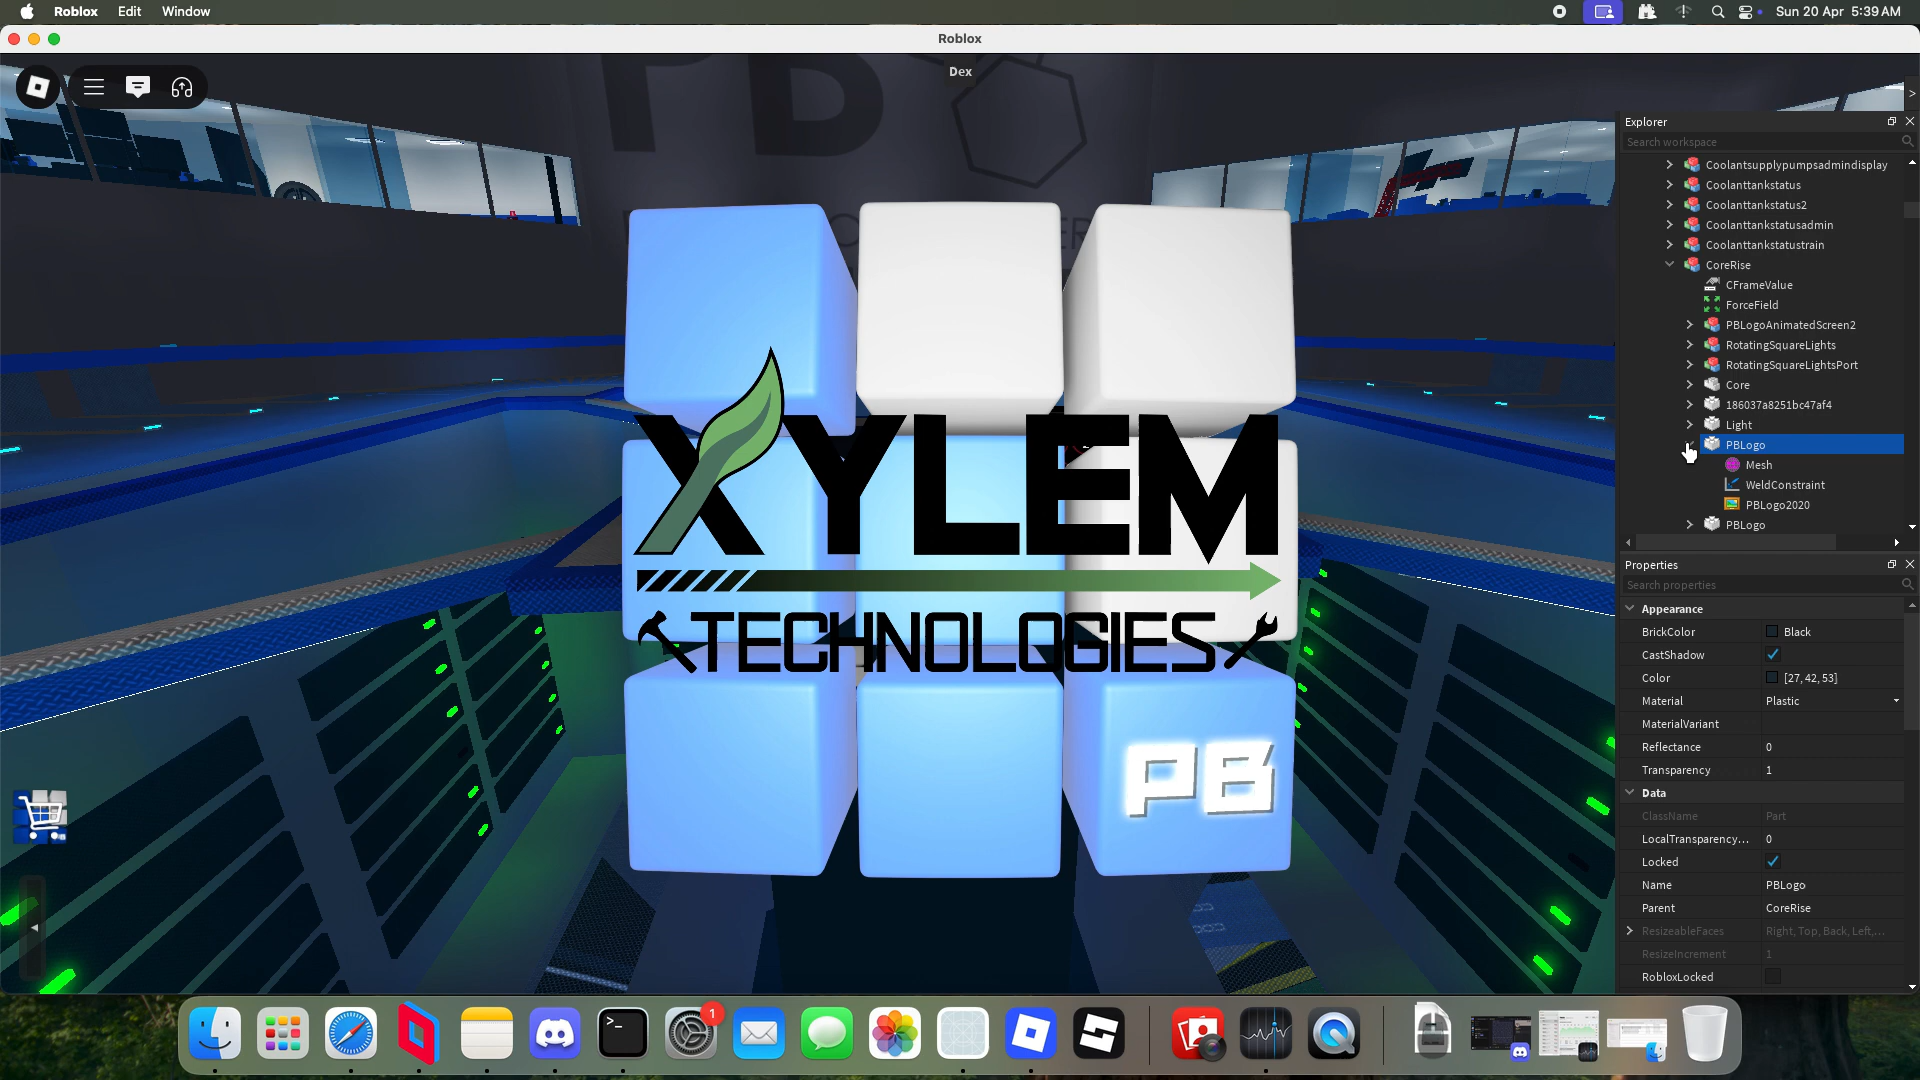 Roblox Edit Window
Sun 20 Apr 5:39 AM
Roblox
Dex
PB
XYLEM
TECHNOLOGIES
PB
Explorer
Search workspace
Coolantsupplypumpsadmindisplay
Coolanttankstatus
Coolanttankstatus2
Coolanttankstatusadmin
Coolanttankstatustrain
CoreRise
CFrameValue
ForceField
PBLogoAnimatedScreen2
RotatingSquareLights
RotatingSquareLightsPort
Core
186037a8251bc47af4
Light
PBLogo
Mesh
WeldConstraint
PBLogo2020
PBLogo
Properties
Search properties
Appearance
BrickColor Black
CastShadow
Color [27, 42, 53]
Material Plastic
MaterialVariant
Reflectance 0
Transparency 1
Data
ClassName Part
LocalTransparency... 0
Locked
Name PBLogo
Parent CoreRise
ResizeableFaces Right, Top, Back, Left,...
ResizeIncrement 1
RobloxLocked
1